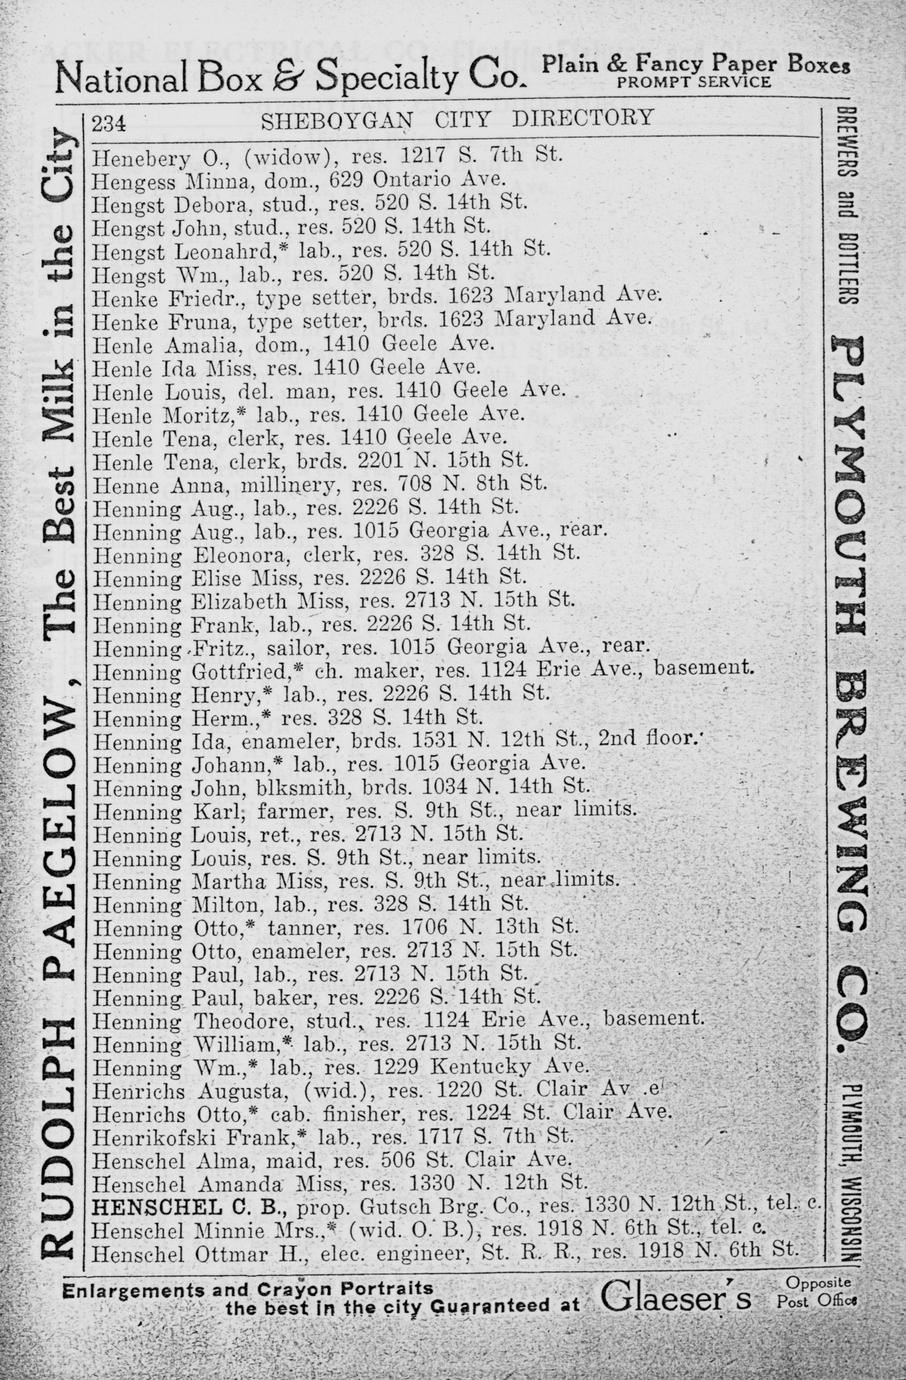 National Box & Specialty Co. Plain & Fancy Paper Boxes
PROMPT SERVICE
234 SHEBOYGAN CITY DIRECTORY
Henebery O., (widow), res. 1217 S. 7th St.
Hengess Minna, dom., 629 Ontario Ave.
Hengst Debora, stud., res. 520 S. 14th St.
Hengst John, stud., res. 520 S. 14th St.
Hengst Leonahrd,* lab., res. 520 S. 14th St.
Hengst Wm., lab., res. 520 S. 14th St.
Henke Friedr., type setter, brds. 1623 Maryland Ave.
Henke Fruna, type setter, brds. 1623 Maryland Ave.
Henle Amalia, dom., 1410 Geele Ave.
Henle Ida Miss, res. 1410 Geele Ave.
Henle Louis, del. man, res. 1410 Geele Ave.
Henle Moritz,* lab., res. 1410 Geele Ave.
Henle Tena, clerk, res. 1410 Geele Ave.
Henle Tena, clerk, brds. 2201 N. 15th St.
Henne Anna, millinery, res. 708 N. 8th St.
Henning Aug., lab., res. 2226 S. 14th St.
Henning Aug., lab., res. 1015 Georgia Ave., rear.
Henning Eleonora, clerk, res. 328 S. 14th St.
Henning Elise Miss, res. 2226 S. 14th St.
Henning Elizabeth Miss, res. 2713 N. 15th St.
Henning Frank, lab., res. 2226 S. 14th St.
Henning Fritz., sailor, res. 1015 Georgia Ave., rear.
Henning Gottfried,* ch. maker, res. 1124 Erie Ave., basement.
Henning Henry,* lab., res. 2226 S. 14th St.
Henning Herm.,* res. 328 S. 14th St.
Henning Ida, enameler, brds. 1531 N. 12th St., 2nd floor.
Henning Johann,* lab., res. 1015 Georgia Ave.
Henning John, blksmith, brds. 1034 N. 14th St.
Henning Karl; farmer, res. S. 9th St., near limits.
Henning Louis, ret., res. 2713 N. 15th St.
Henning Louis, res. S. 9th St., near limits.
Henning Martha Miss, res. S. 9th St., near limits.
Henning Milton, lab., res. 328 S. 14th St.
Henning Otto,* tanner, res. 1706 N. 13th St.
Henning Otto, enameler, res. 2713 N. 15th St.
Henning Paul, lab., res. 2713 N. 15th St.
Henning Paul, baker, res. 2226 S. 14th St.
Henning Theodore, stud., res. 1124 Erie Ave., basement.
Henning William,* lab., res. 2713 N. 15th St.
Henning Wm.,* lab., res. 1229 Kentucky Ave.
Henrichs Augusta, (wid.), res. 1220 St. Clair Av .e
Henrichs Otto,* cab. finisher, res. 1224 St. Clair Ave.
Henrikofski Frank,* lab., res. 1717 S. 7th St.
Henschel Alma, maid, res. 506 St. Clair Ave.
Henschel Amanda Miss, res. 1330 N. 12th St.
HENSCHEL C. B., prop. Gutsch Brg. Co., res. 1330 N. 12th St., tel. c.
Henschel Minnie Mrs.,* (wid. O. B.), res. 1918 N. 6th St., tel. c.
Henschel Ottmar H., elec. engineer, St. R. R., res. 1918 N. 6th St.
RUDOLPH PAEGELOW, The Best Milk in the City
BREWERS and BOTTLERS PLYMOUTH BREWING CO. PLYMOUTH, WISCONSIN
Enlargements and Crayon Portraits
the best in the city Guaranteed at Glaeser's Opposite
Post Office